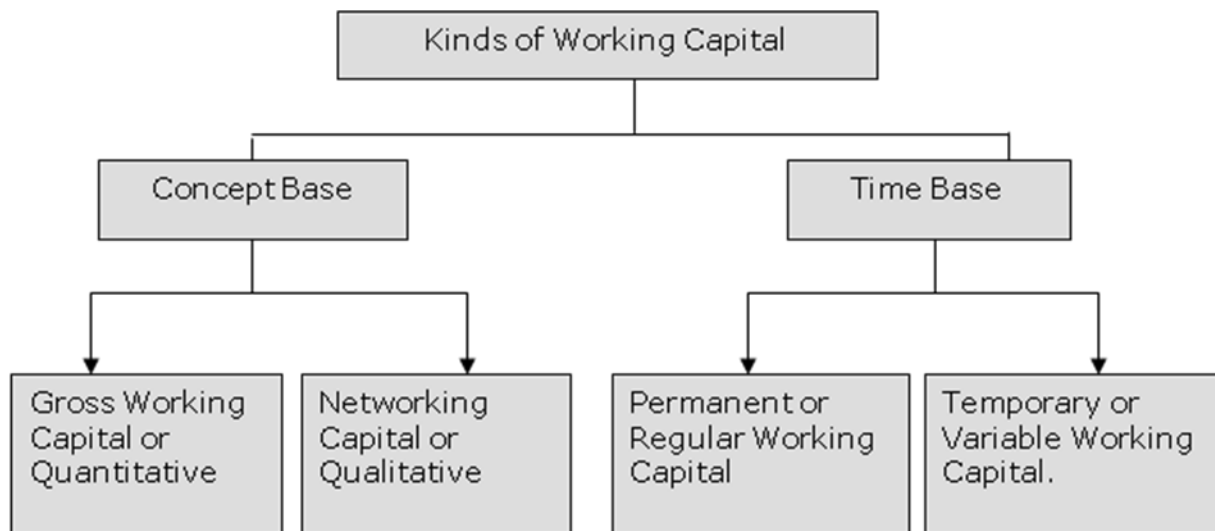 Kinds of Working Capital
Concept Base
Time Base
Gross Working
Capital or
Quantitative
Networking
Capital or
Qualitative
Permanent or
Regular Working
Capital
Temporary or
Variable Working
Capital.